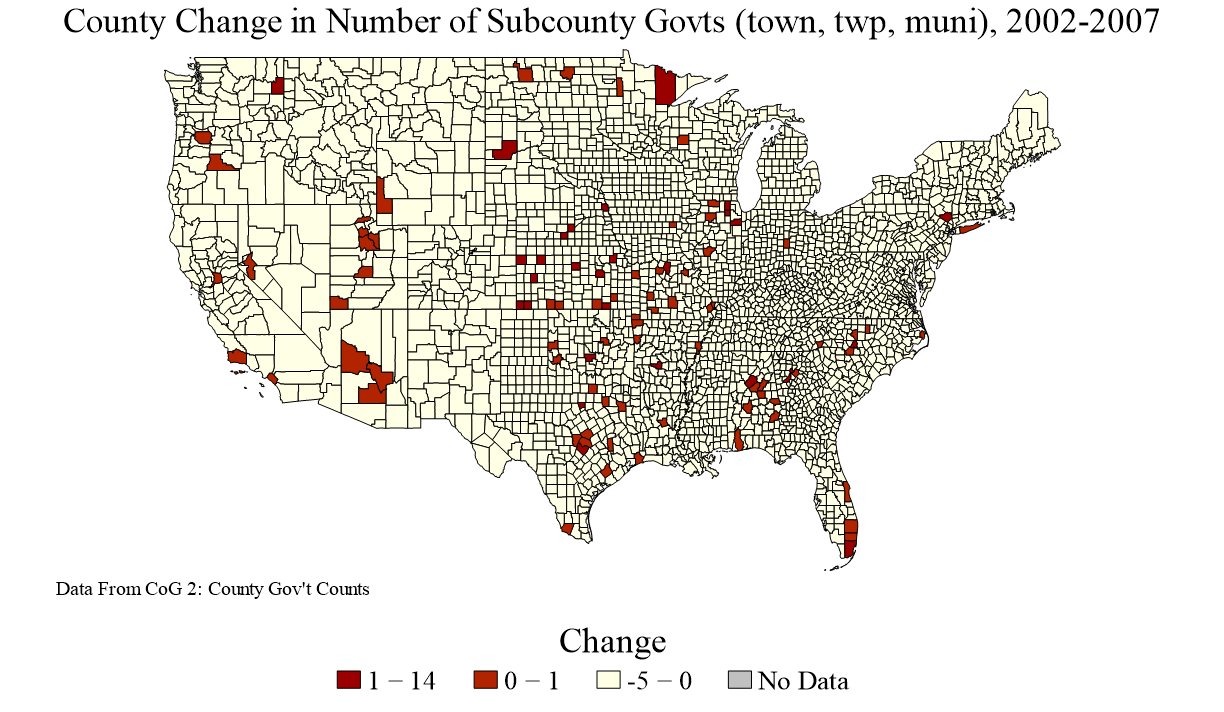 County Change in Number of Subcounty Govts (town, twp, muni), 2002-2007
Data From CoG 2: County Gov't Counts
Change
1 − 14 0 − 1 -5 − 0 No Data